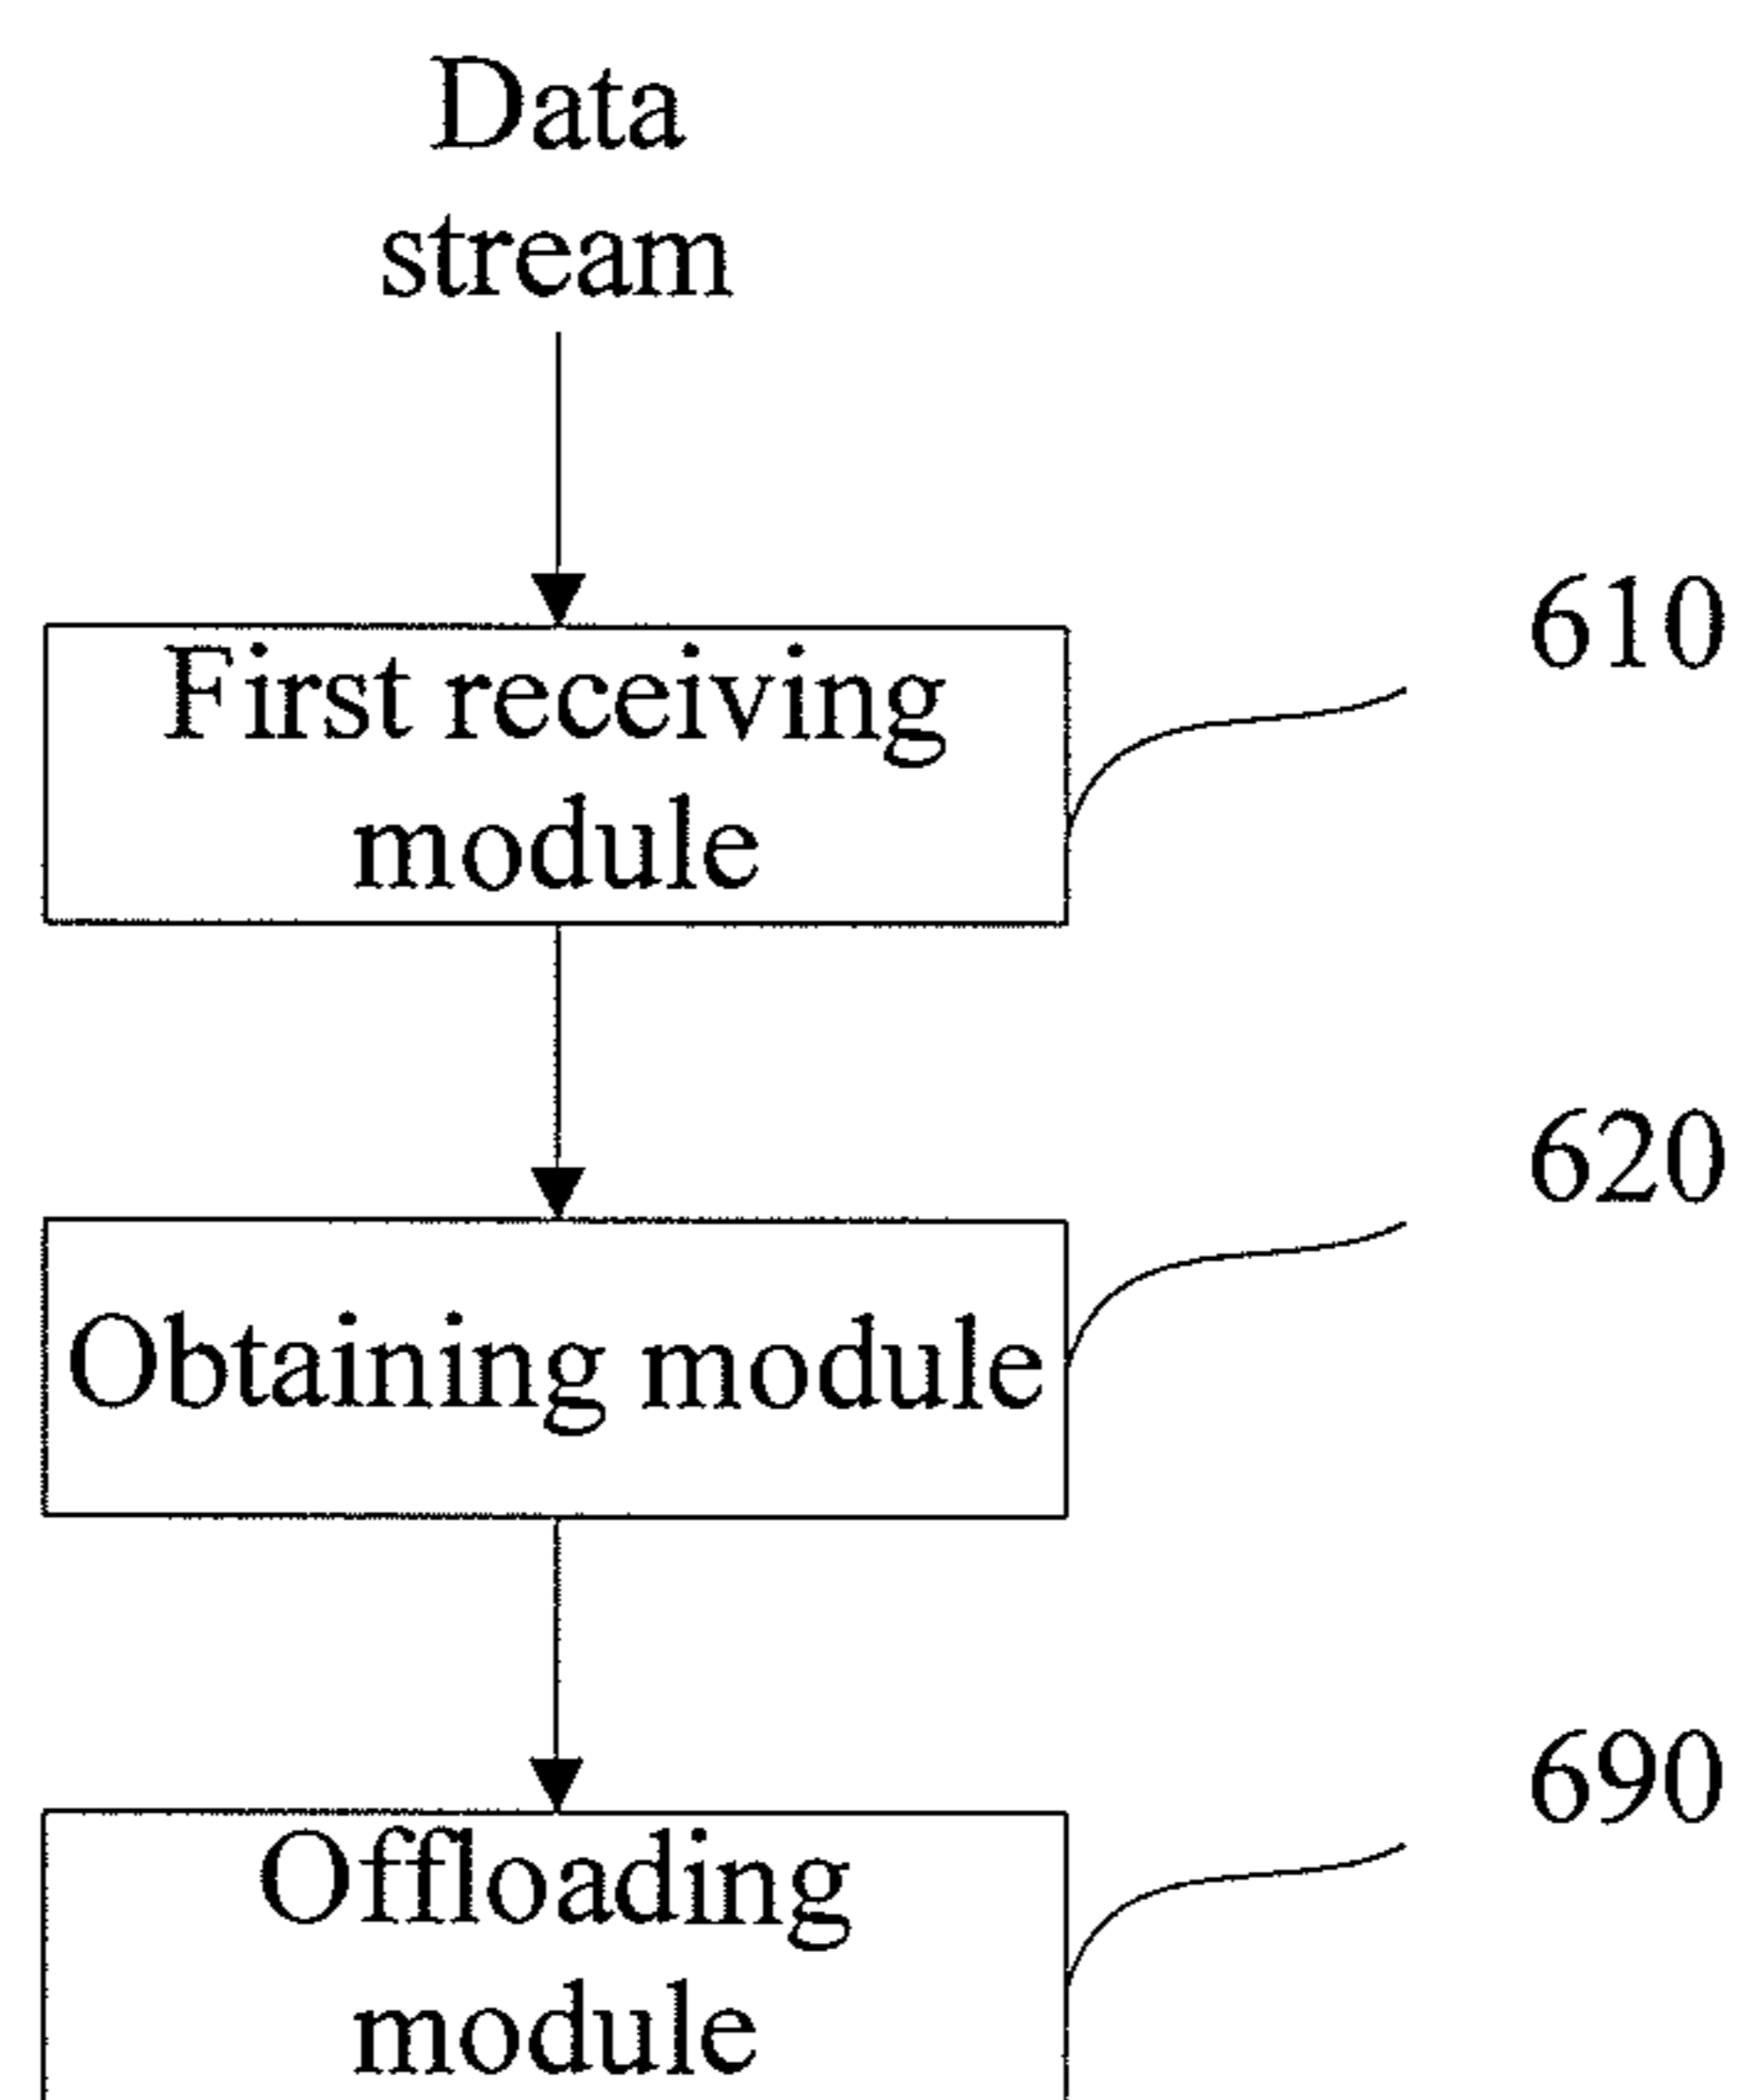 Data
stream
610
First receiving
module
620
Obtaining module
690
Offloading
module